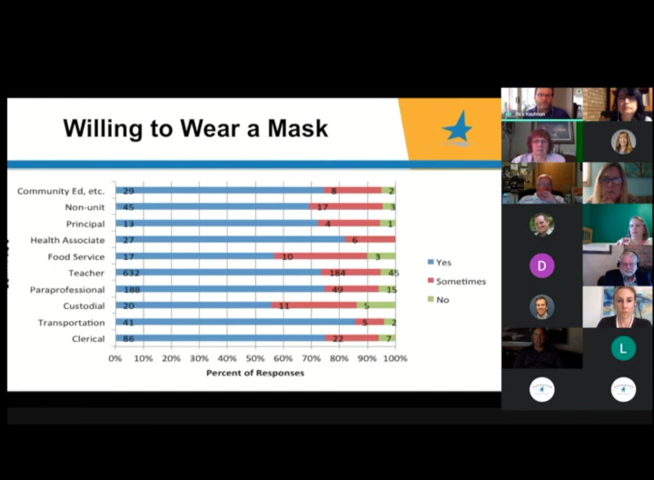 Willing to Wear a Mask
Community Ed, etc. 29 8 2
Non-unit 45 17 3
Principal 13 4 1
Health Associate 27 6
Food Service 17 10 3
Teacher 632 184 45
Paraprofessional 188 49 15
Custodial 20 11 5
Transportation 41 5 2
Clerical 86 22 7
0% 10% 20% 30% 40% 50% 60% 70% 80% 90% 100%
Percent of Responses
Yes
Sometimes
No
D
L